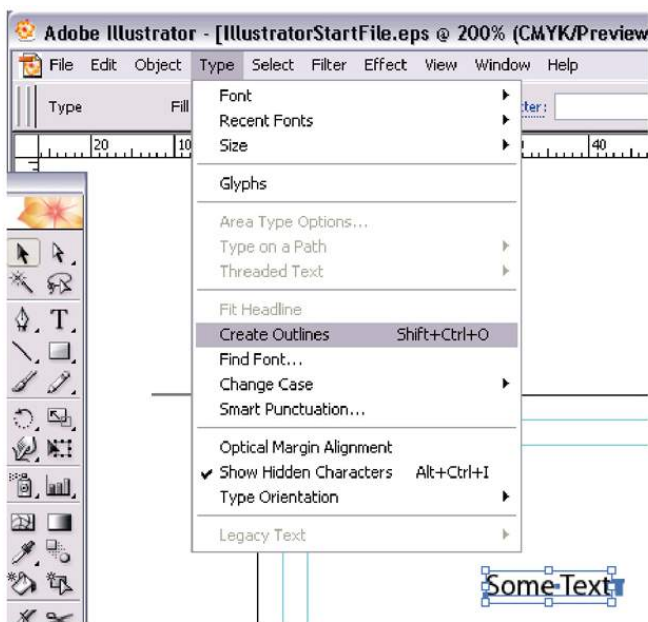 Adobe Illustrator - [IllustratorStartFile.eps @ 200% (CMYK/Preview
File Edit Object Type Select Filter Effect View Window Help
Type Fill
20 10 40
Font
Recent Fonts
Size
Glyphs
Area Type Options...
Type on a Path
Threaded Text
Fit Headline
Create Outlines Shift+Ctrl+O
Find Font...
Change Case
Smart Punctuation...
Optical Margin Alignment
Show Hidden Characters Alt+Ctrl+I
Type Orientation
Legacy Text
Some Text